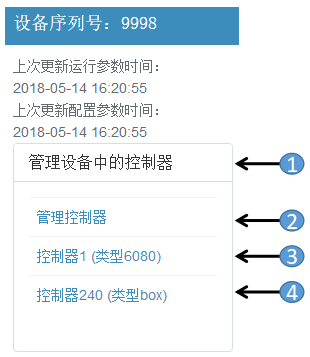 设备序列号：9998
上次更新运行参数时间：
2018-05-14 16:20:55
上次更新配置参数时间：
2018-05-14 16:20:55
管理设备中的控制器
1
管理控制器
2
控制器1 (类型6080)
3
控制器240 (类型box)
4